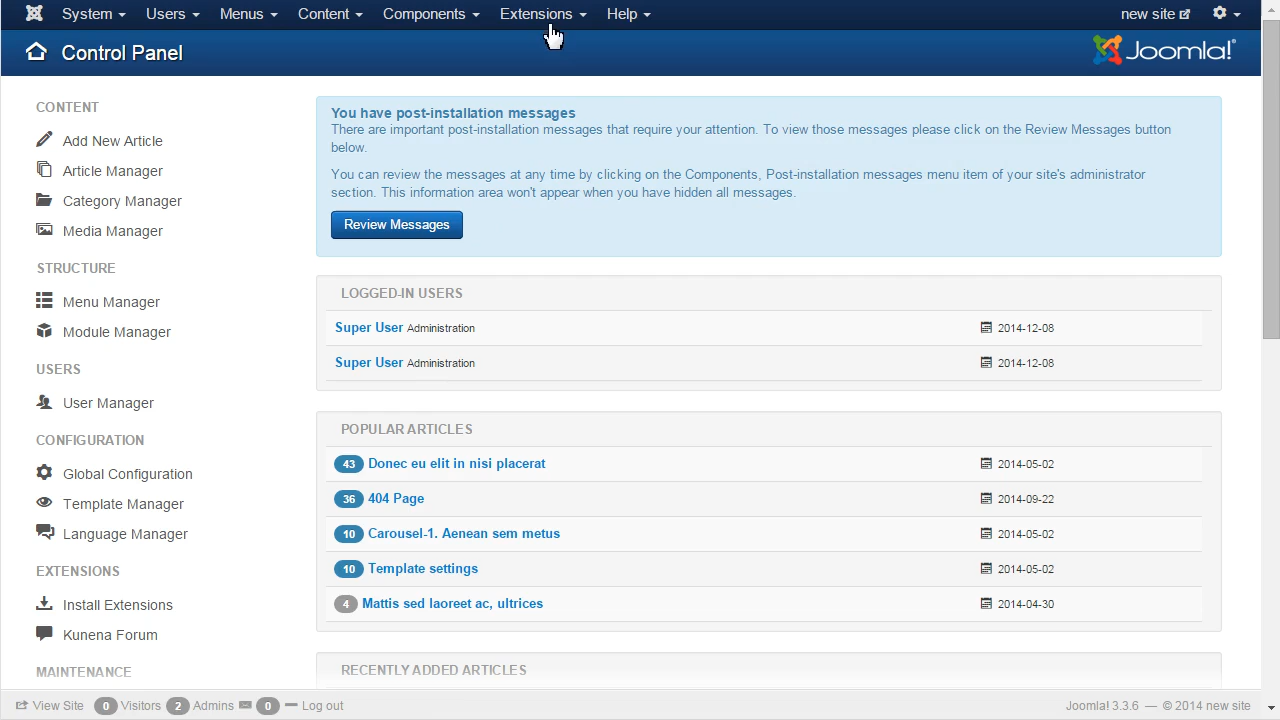 System Users Menus Content Components Extensions Help new site
Control Panel Joomla!®
CONTENT
Add New Article
Article Manager
Category Manager
Media Manager
STRUCTURE
Menu Manager
Module Manager
USERS
User Manager
CONFIGURATION
Global Configuration
Template Manager
Language Manager
EXTENSIONS
Install Extensions
Kunena Forum
MAINTENANCE
You have post-installation messages
There are important post-installation messages that require your attention. To view those messages please click on the Review Messages button
below.
You can review the messages at any time by clicking on the Components, Post-installation messages menu item of your site's administrator
section. This information area won't appear when you have hidden all messages.
Review Messages
LOGGED-IN USERS
Super User Administration 2014-12-08
Super User Administration 2014-12-08
POPULAR ARTICLES
43 Donec eu elit in nisi placerat 2014-05-02
36 404 Page 2014-09-22
10 Carousel-1. Aenean sem metus 2014-05-02
10 Template settings 2014-05-02
4 Mattis sed laoreet ac, ultrices 2014-04-30
RECENTLY ADDED ARTICLES
View Site 0 Visitors 2 Admins 0 Log out Joomla! 3.3.6 — © 2014 new site